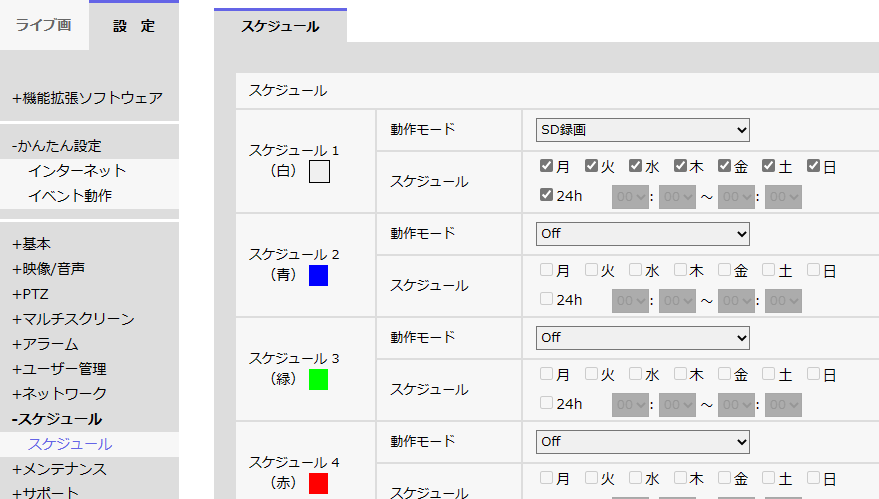 ライブ画
設 定
+機能拡張ソフトウェア
-かんたん設定
インターネット
イベント動作
+基本
+映像/音声
+PTZ
+マルチスクリーン
+アラーム
+ユーザー管理
+ネットワーク
-スケジュール
スケジュール
+メンテナンス
+サポート
スケジュール
スケジュール
スケジュール 1
（白）
動作モード
SD録画
スケジュール
月 火 水 木 金 土 日
24h 00 : 00 ～ 00 : 00
スケジュール 2
（青）
動作モード
Off
スケジュール
月 火 水 木 金 土 日
24h 00 : 00 ～ 00 : 00
スケジュール 3
（緑）
動作モード
Off
スケジュール
月 火 水 木 金 土 日
24h 00 : 00 ～ 00 : 00
スケジュール 4
（赤）
動作モード
Off
スケジュール
月 火 水 木 金 土 日